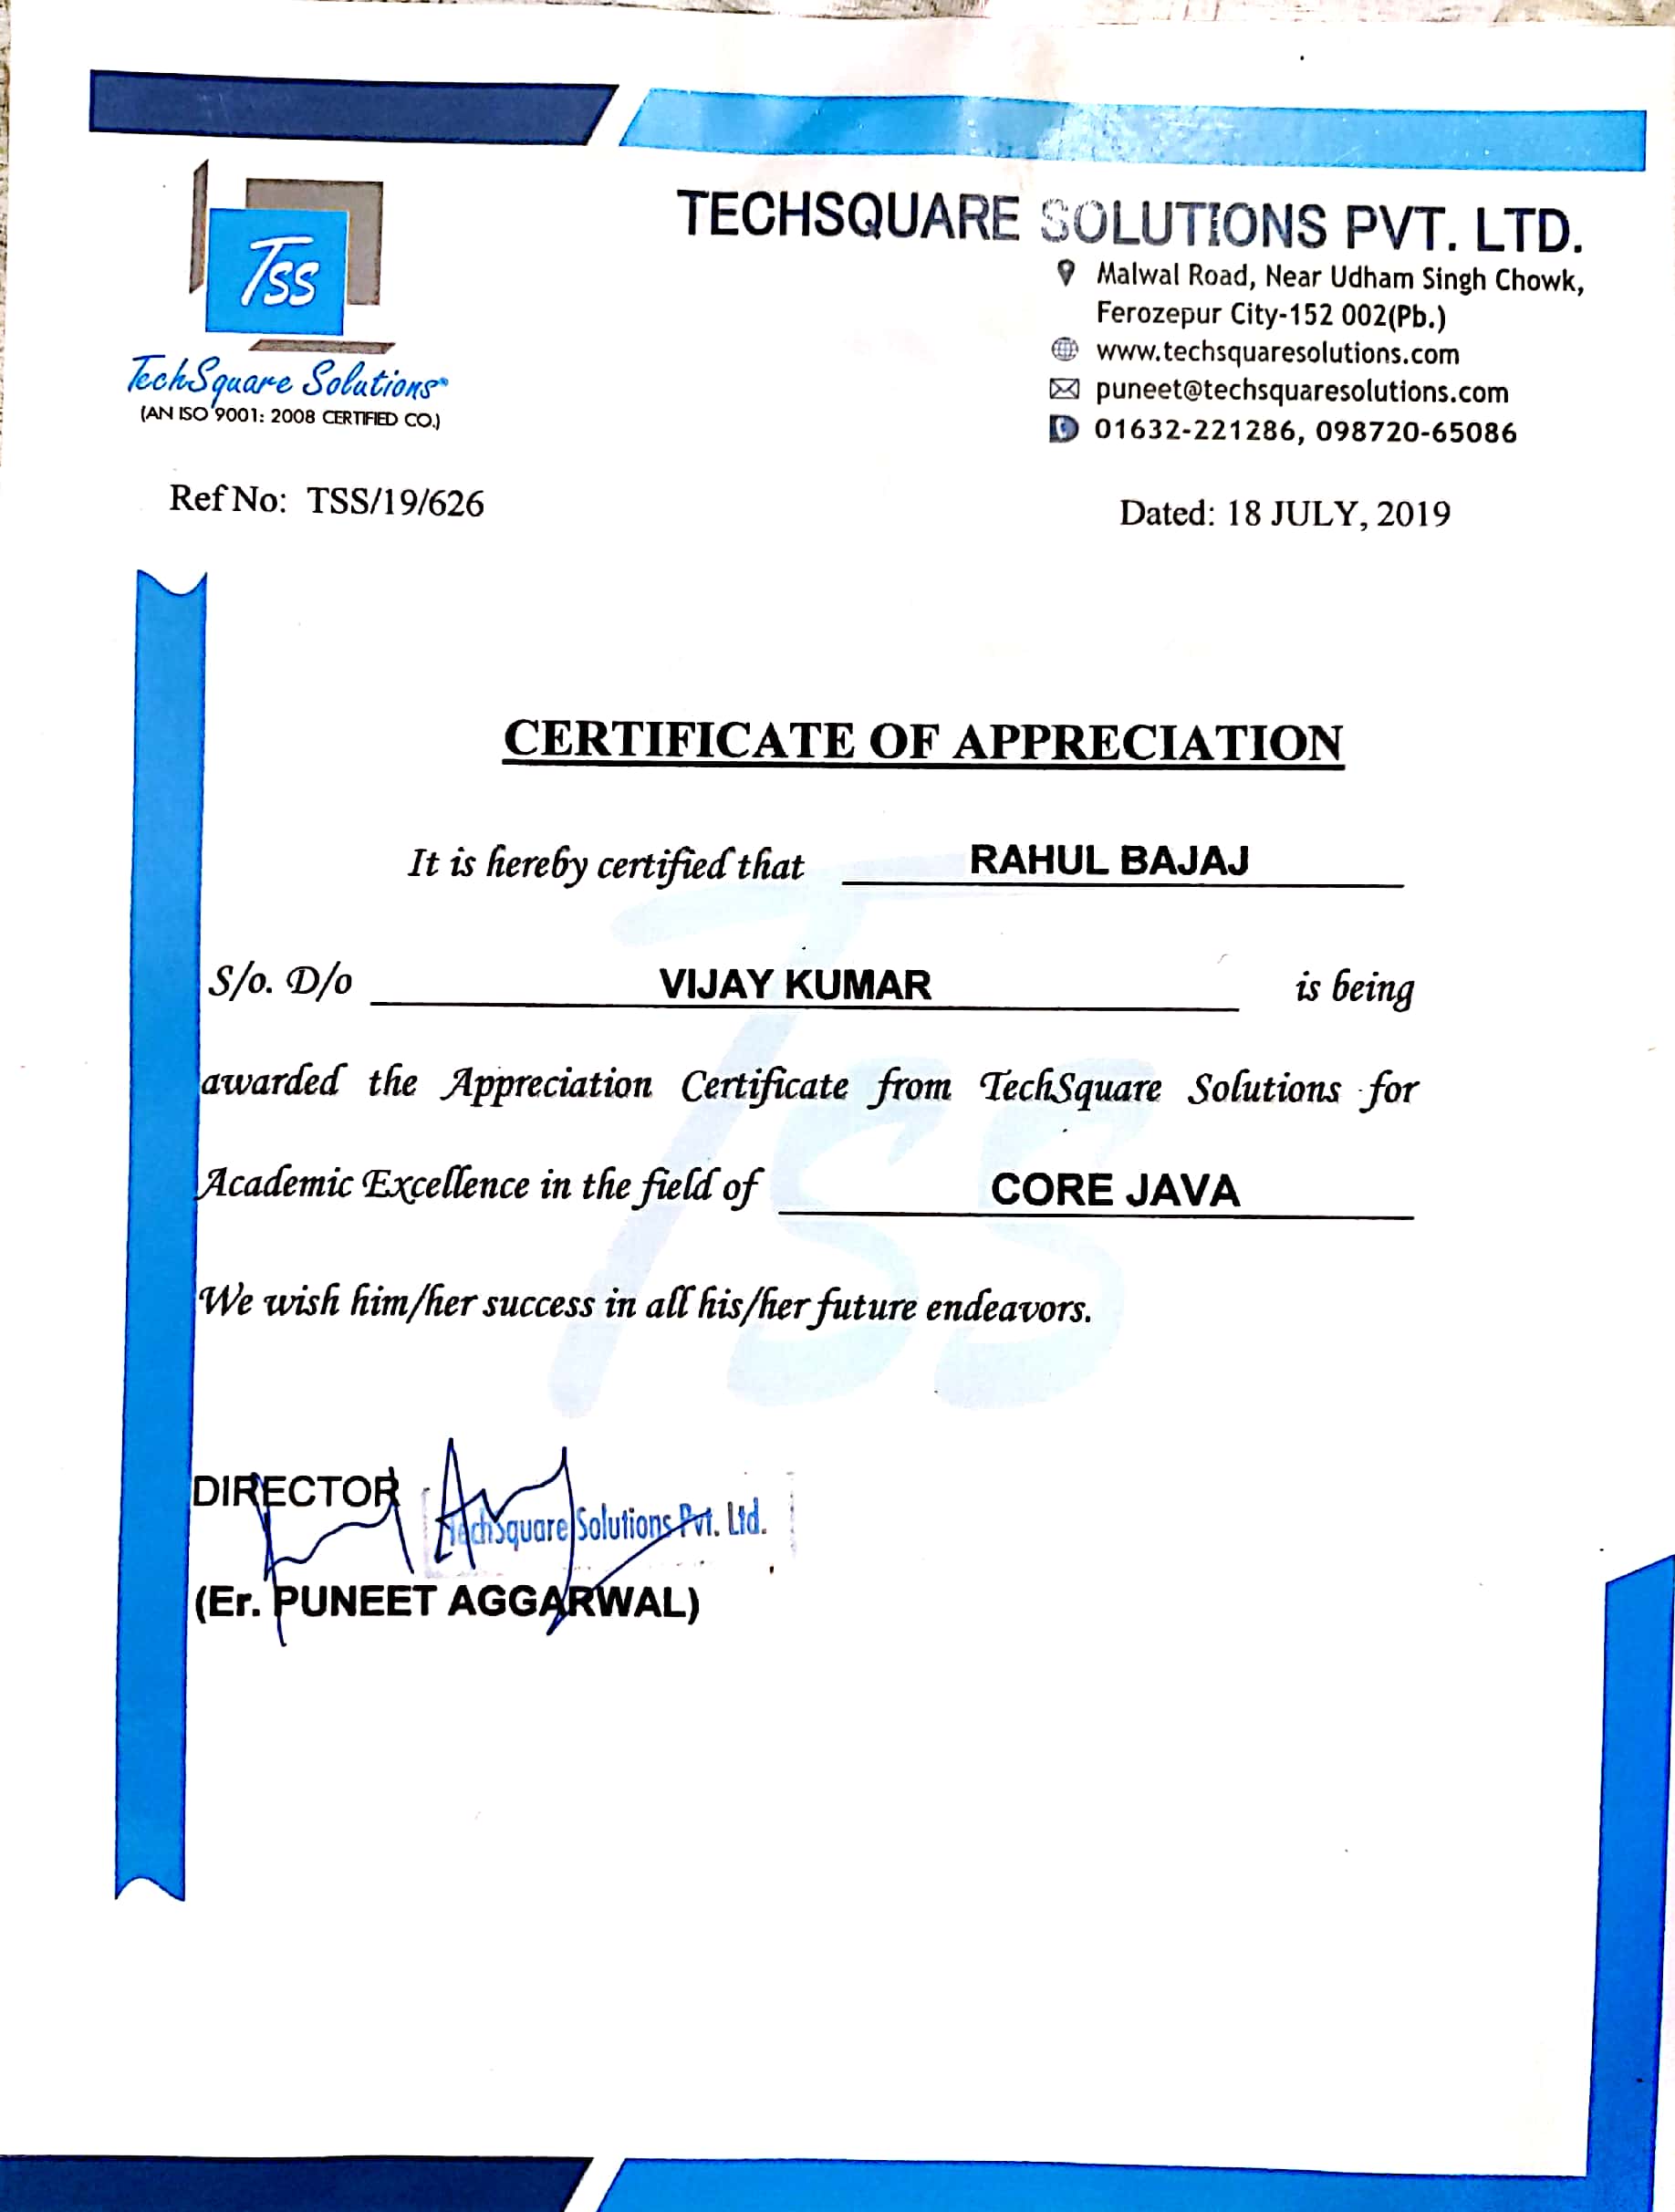 TSS
TechSquare Solutions
(AN ISO 9001: 2008 CERTIFIED CO.)
TECHSQUARE SOLUTIONS PVT. LTD.
Malwal Road, Near Udham Singh Chowk,
Ferozepur City-152 002(Pb.)
www.techsquaresolutions.com
puneet@techsquaresolutions.com
01632-221286, 098720-65086
Ref No: TSS/19/626
Dated: 18 JULY, 2019
CERTIFICATE OF APPRECIATION
It is hereby certified that RAHUL BAJAJ
S/o. D/o VIJAY KUMAR is being
awarded the Appreciation Certificate from TechSquare Solutions for
Academic Excellence in the field of CORE JAVA
We wish him/her success in all his/her future endeavors.
TSS
DIRECTOR
TechSquare Solutions Pvt. Ltd.
(Er. PUNEET AGGARWAL)